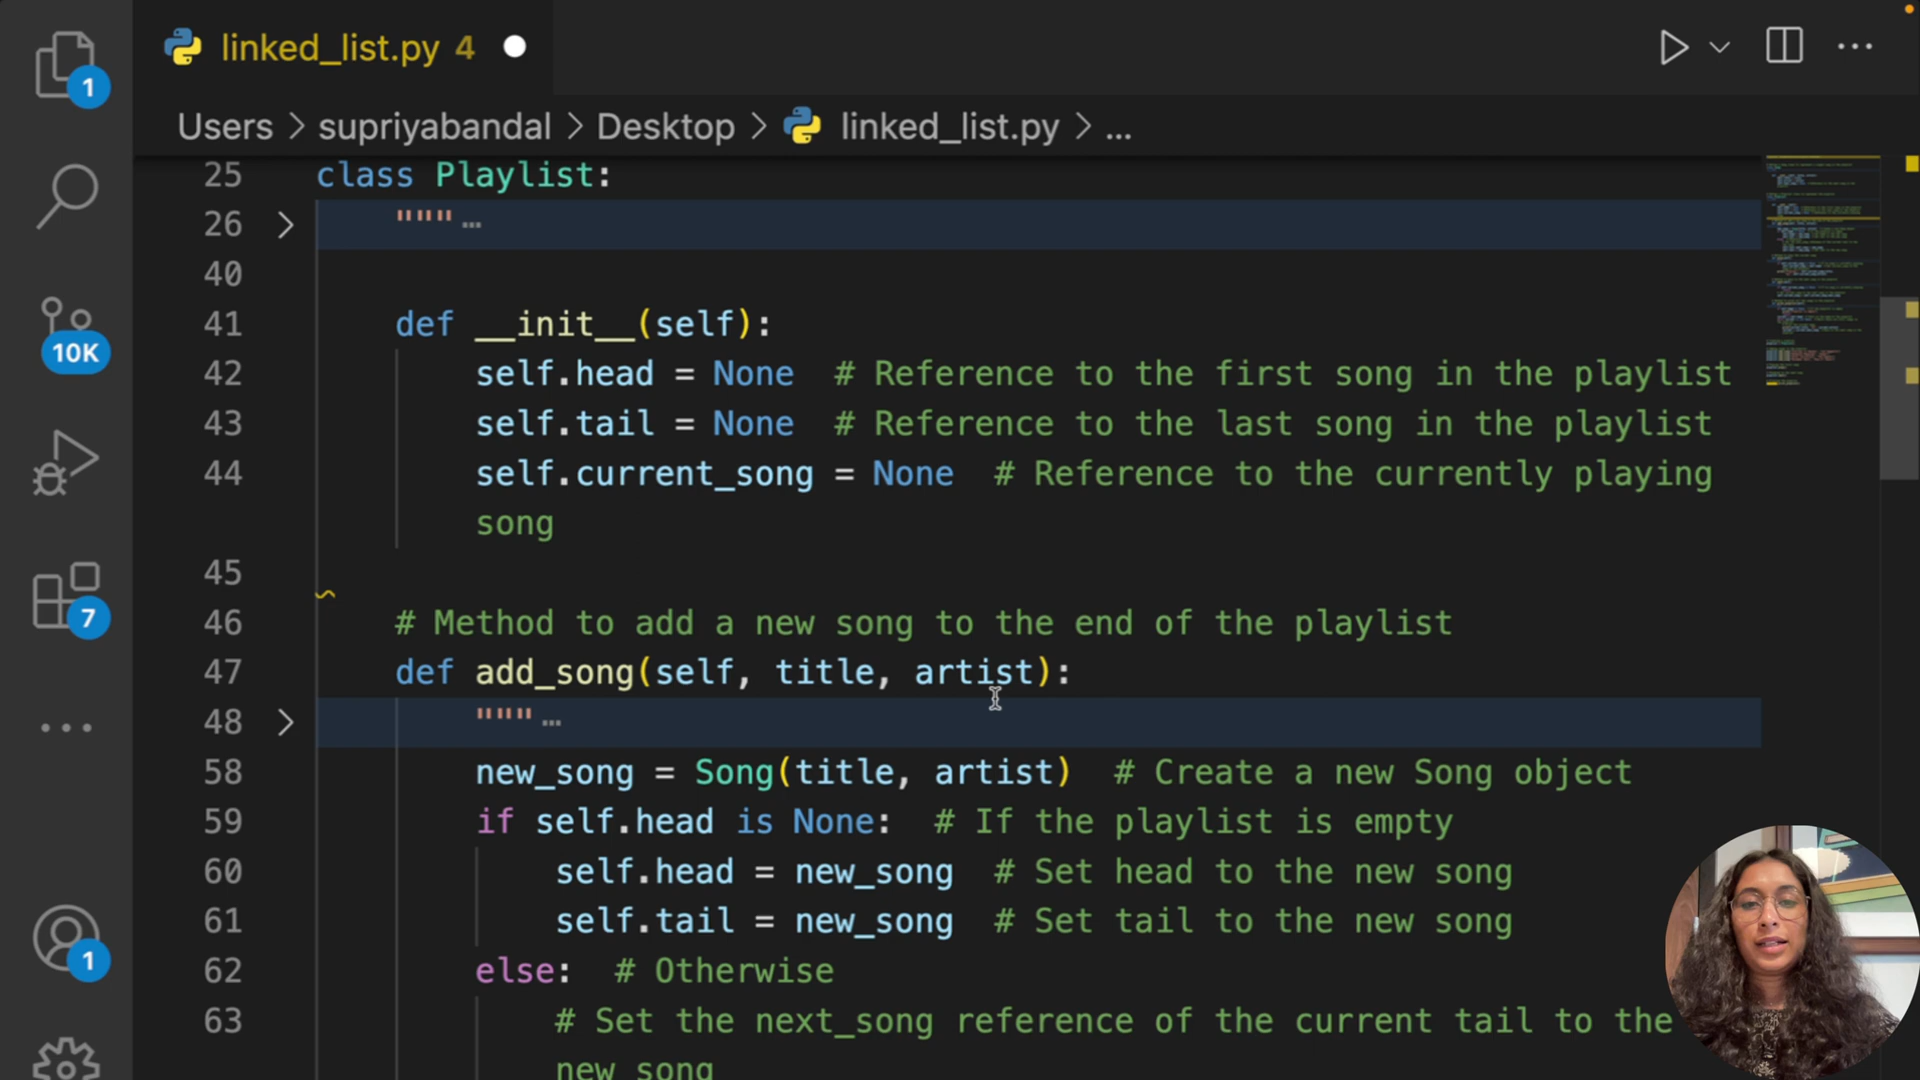 linked_list.py 4
1
Users > supriyabandal > Desktop > linked_list.py > ...
25 class Playlist:
26 """…
40
41 def __init__(self):
42 self.head = None # Reference to the first song in the playlist
43 self.tail = None # Reference to the last song in the playlist
44 self.current_song = None # Reference to the currently playing
song
10K
45
46 # Method to add a new song to the end of the playlist
7
47 def add_song(self, title, artist):
48 """…
58 new_song = Song(title, artist) # Create a new Song object
59 if self.head is None: # If the playlist is empty
60 self.head = new_song # Set head to the new song
61 self.tail = new_song # Set tail to the new song
1
62 else: # Otherwise
63 # Set the next_song reference of the current tail to the
new song